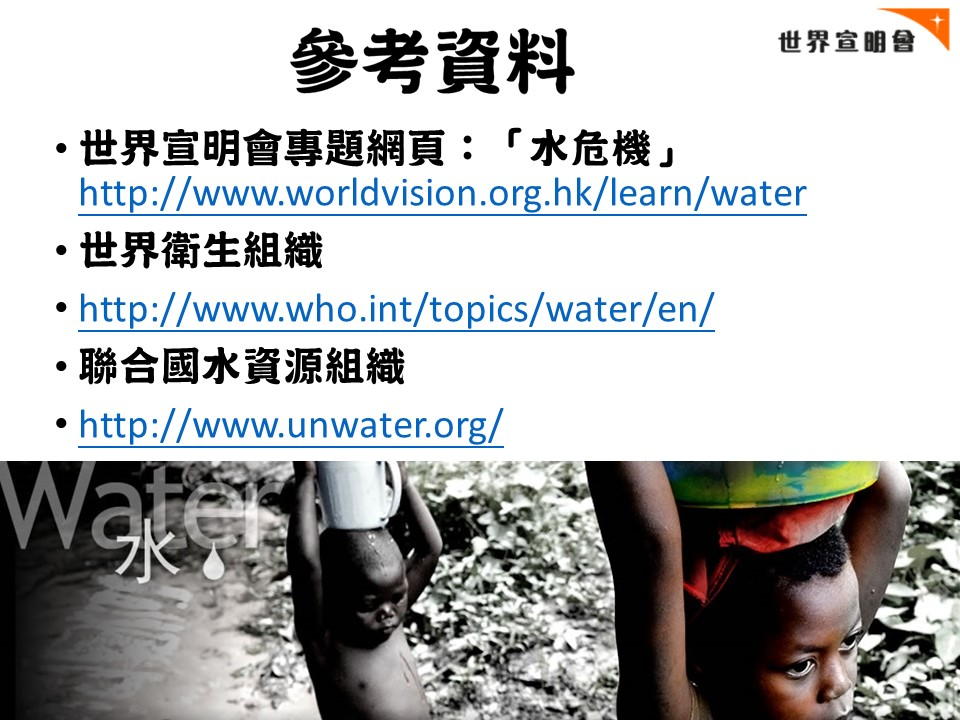 參考資料
世界宣明會
• 世界宣明會專題網頁：「水危機」
http://www.worldvision.org.hk/learn/water
• 世界衛生組織
• http://www.who.int/topics/water/en/
• 聯合國水資源組織
• http://www.unwater.org/
Water
水